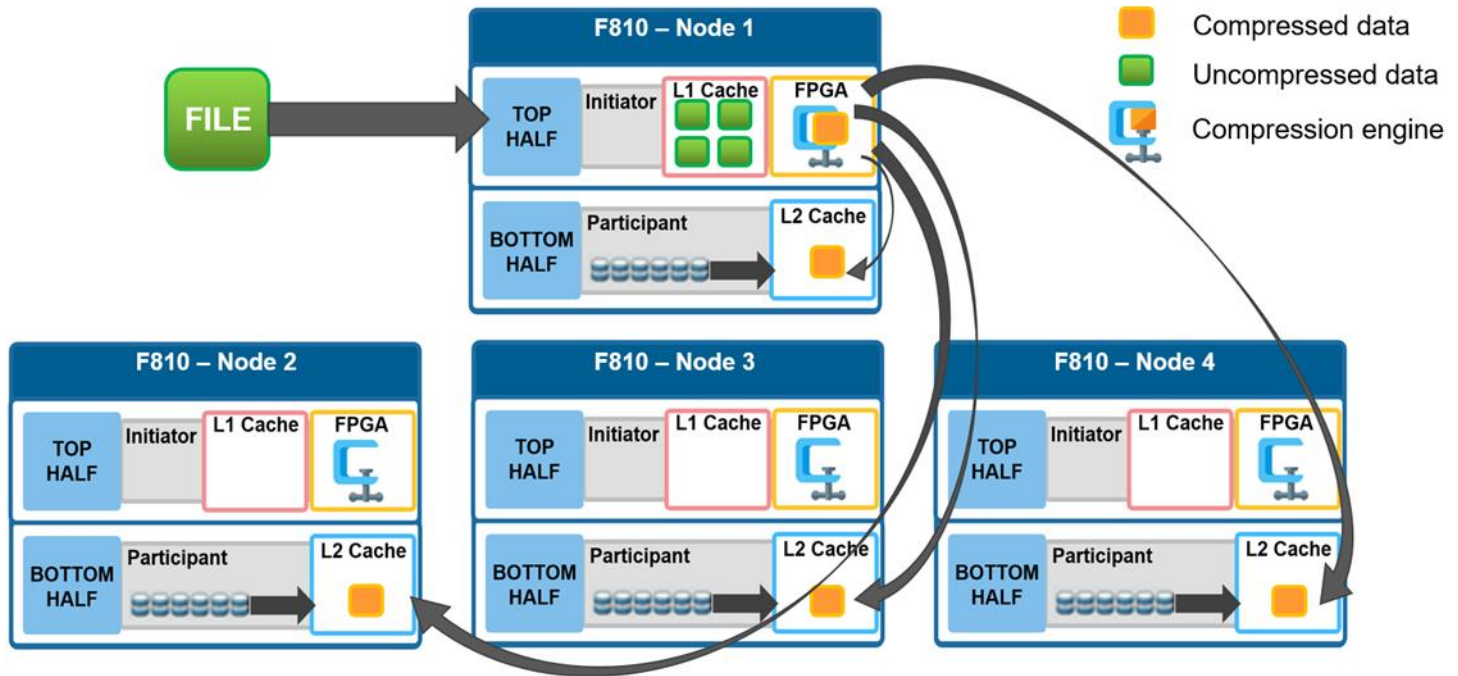 F810 – Node 1
Compressed data
Uncompressed data
Compression engine
FILE
TOP
HALF
Initiator
L1 Cache
FPGA
BOTTOM
HALF
Participant
L2 Cache
F810 – Node 2
TOP
HALF
Initiator
L1 Cache
FPGA
BOTTOM
HALF
Participant
L2 Cache
F810 – Node 3
TOP
HALF
Initiator
L1 Cache
FPGA
BOTTOM
HALF
Participant
L2 Cache
F810 – Node 4
TOP
HALF
Initiator
L1 Cache
FPGA
BOTTOM
HALF
Participant
L2 Cache